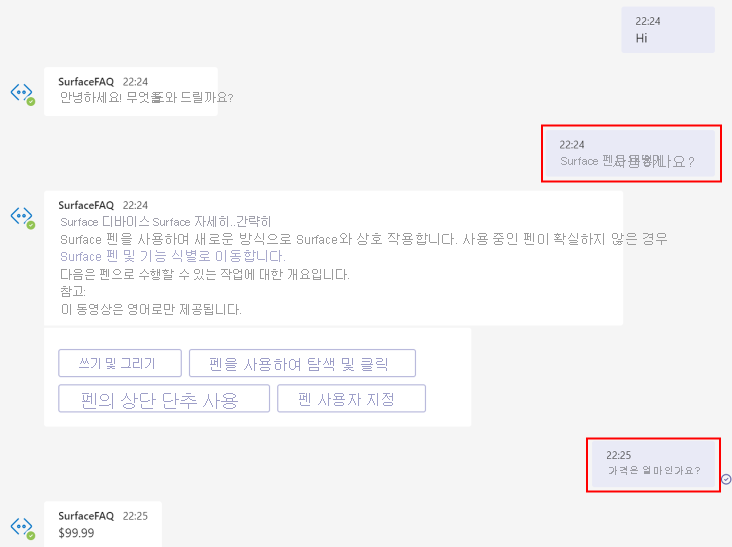 22:24
Hi
SurfaceFAQ 22:24
안녕하세요! 무엇을 도와 드릴까요?
22:24
Surface 펜 사용하나요?
SurfaceFAQ 22:24
Surface 디바이스 Surface 자세히..간략히
Surface 펜을 사용하여 새로운 방식으로 Surface와 상호 작용합니다. 사용 중인 펜이 확실하지 않은 경우
Surface 펜 및 기능 식별로 이동합니다.
다음은 펜으로 수행할 수 있는 작업에 대한 개요입니다.
참고:
이 동영상은 영어로만 제공됩니다.
쓰기 및 그리기 펜을 사용하여 탐색 및 클릭
펜의 상단 단추 사용 펜 사용자 지정
22:25
가격은 얼마인가요?
SurfaceFAQ 22:25
$99.99